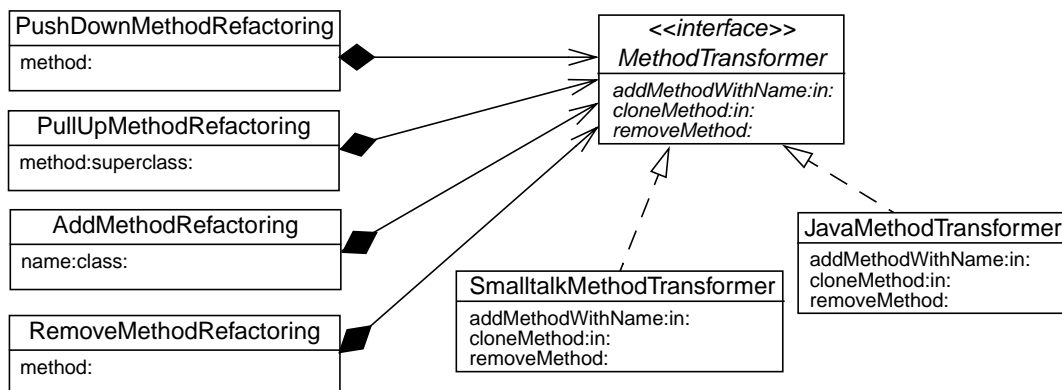 PushDownMethodRefactoring
method:
PullUpMethodRefactoring
method:superclass:
AddMethodRefactoring
name:class:
RemoveMethodRefactoring
method:
<<interface>>
MethodTransformer
addMethodWithName:in:
cloneMethod:in:
removeMethod:
SmalltalkMethodTransformer
addMethodWithName:in:
cloneMethod:in:
removeMethod:
JavaMethodTransformer
addMethodWithName:in:
cloneMethod:in:
removeMethod: